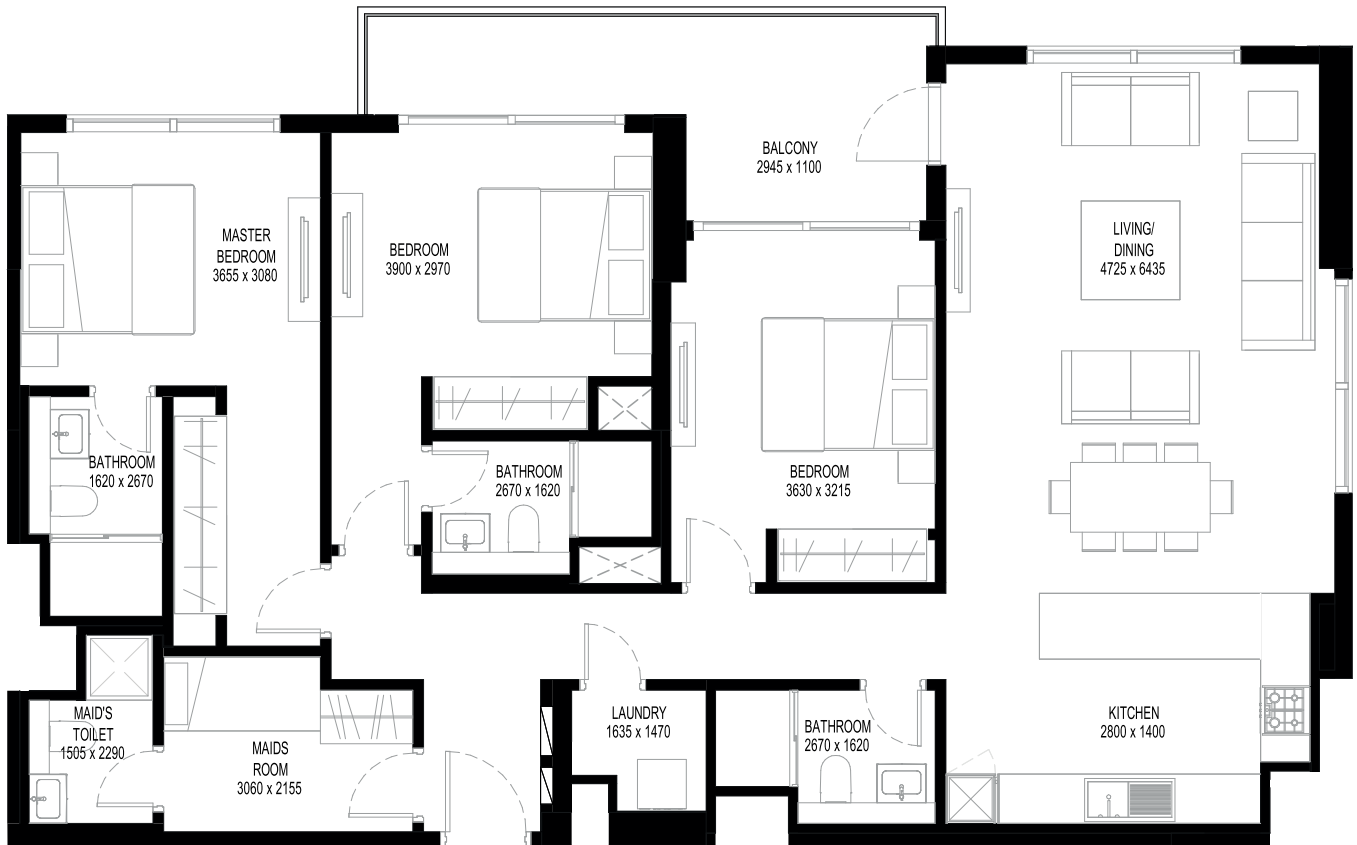 BALCONY
2945 x 1100
MASTER
BEDROOM
3655 x 3080
BEDROOM
3900 x 2970
LIVING/
DINING
4725 x 6435
BATHROOM
1620 x 2670
BATHROOM
2670 x 1620
BEDROOM
3630 x 3215
MAID'S
TOILET
1505 x 2290
MAIDS
ROOM
3060 x 2155
LAUNDRY
1635 x 1470
BATHROOM
2670 x 1620
KITCHEN
2800 x 1400